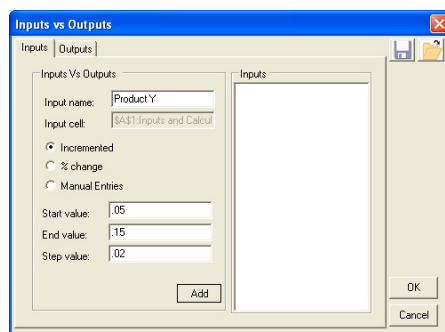 Inputs vs Outputs
Inputs Outputs
Inputs Vs Outputs
Input name: Product Y
Input cell: $A$1:Inputs and Calcul
Incremented
% change
Manual Entries
Start value: .05
End value: .15
Step value: .02
Add
Inputs
OK
Cancel